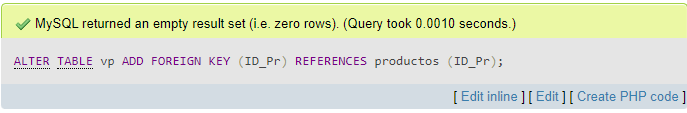 MySQL returned an empty result set (i.e. zero rows). (Query took 0.0010 seconds.)
ALTER TABLE vp ADD FOREIGN KEY (ID_Pr) REFERENCES productos (ID_Pr);
[ Edit inline ] [ Edit ] [ Create PHP code ]